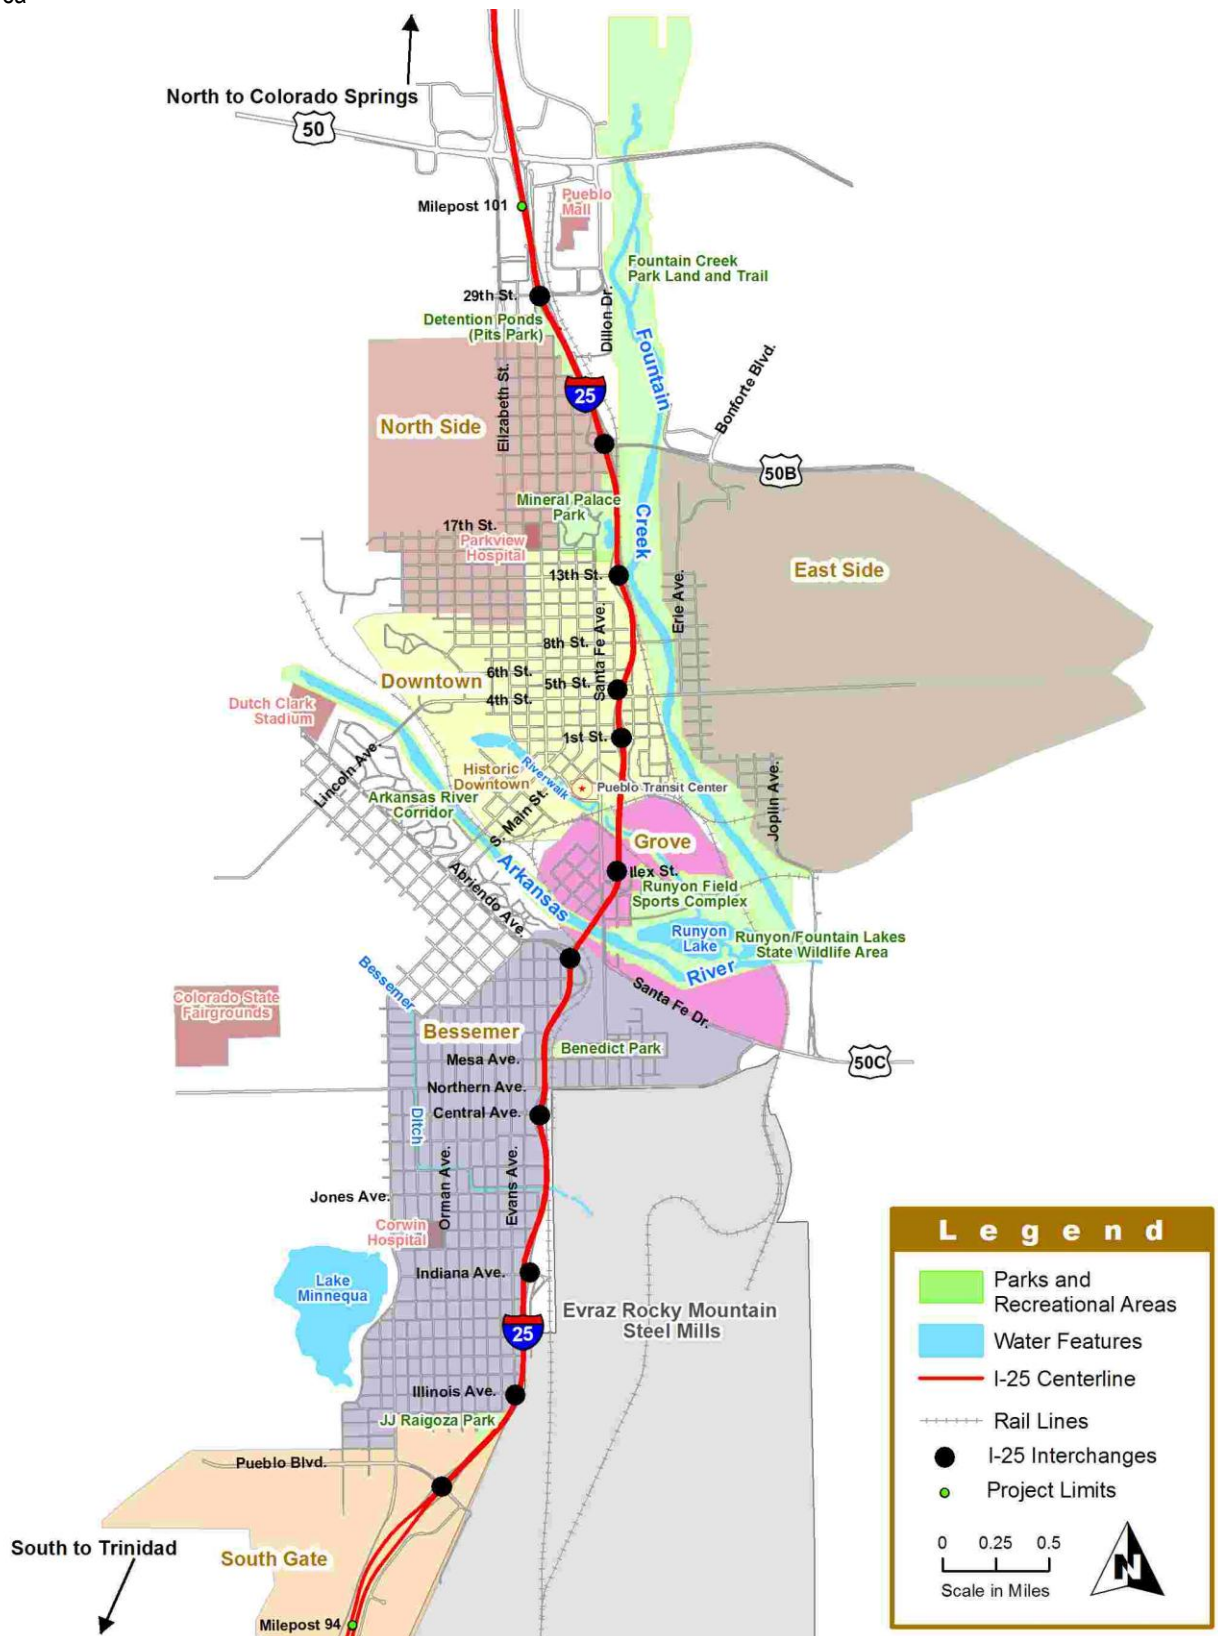 North to Colorado Springs
50
Milepost 101
Pueblo
Mall
Fountain Creek
Park Land and Trail
29th St.
Dillon Dr.
Detention Ponds
(Pits Park)
Fountain
Elizabeth St.
25
Bonforte Blvd.
North Side
50B
Mineral Palace
Park
Creek
17th St.
Parkview
Hospital
13th St.
East Side
Erie Ave.
Santa Fe Ave.
8th St.
6th St.
5th St.
4th St.
Downtown
Dutch Clark
Stadium
1st St.
Lincoln Ave.
Historic
Downtown
Riverwalk
Pueblo Transit Center
Joplin Ave.
Arkansas River
Corridor
S. Main St.
Grove
Abriendo Ave.
Arkansas
Ilex St.
Runyon Field
Sports Complex
Runyon
Lake
Runyon/Fountain Lakes
State Wildlife Area
River
Bessemer
Santa Fe Dr.
Colorado State
Fairgrounds
Bessemer
Benedict Park
50C
Mesa Ave.
Northern Ave.
Central Ave.
Ditch
Orman Ave.
Evans Ave.
Jones Ave.
Corwin
Hospital
Indiana Ave.
Lake
Minnequa
Evraz Rocky Mountain
Steel Mills
25
Illinois Ave.
JJ Raigoza Park
Pueblo Blvd.
South to Trinidad
South Gate
Milepost 94
Legend
Parks and
Recreational Areas
Water Features
I-25 Centerline
Rail Lines
I-25 Interchanges
Project Limits
0 0.25 0.5
Scale in Miles
N